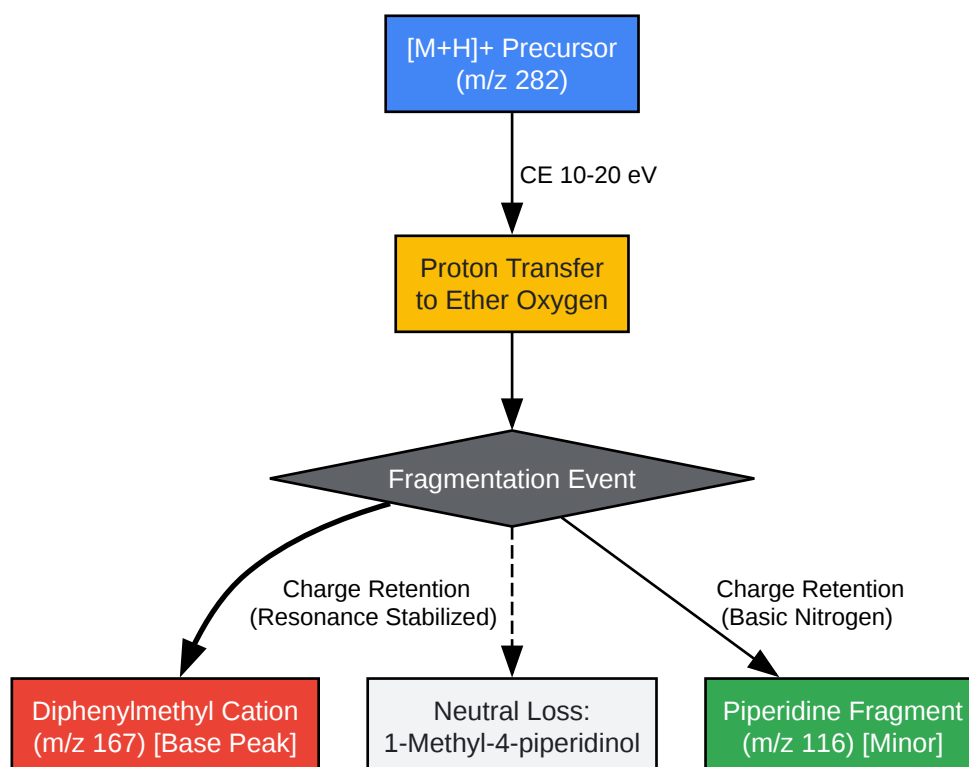 [M+H]+ Precursor
(m/z 282)
CE 10-20 eV
Proton Transfer
to Ether Oxygen
Fragmentation Event
Charge Retention
(Resonance Stabilized)
Charge Retention
(Basic Nitrogen)
Diphenylmethyl Cation
(m/z 167) [Base Peak]
Neutral Loss:
1-Methyl-4-piperidinol
Piperidine Fragment
(m/z 116) [Minor]